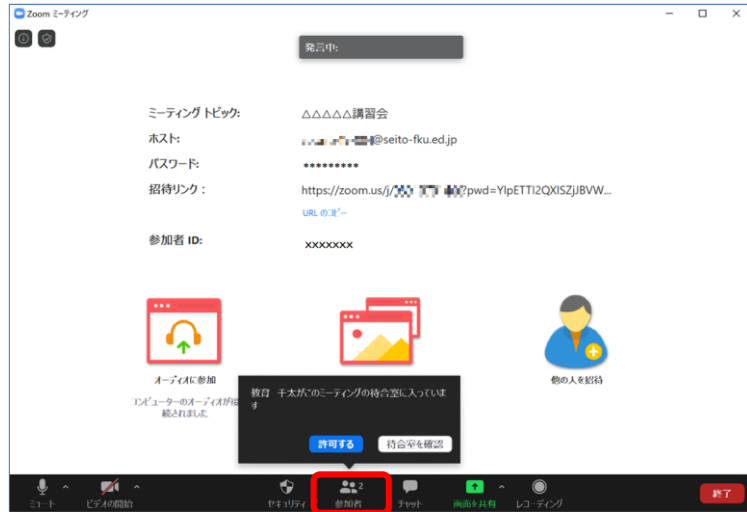 Zoom ミーティング
発言中:
ミーティング トピック: △△△△△講習会
ホスト: @seito-fku.ed.jp
パスワード: *********
招待リンク： https://zoom.us/j/ ?pwd=YlpETTI2QXlSZjJBVW...
URL のコピー
参加者 ID: xxxxxxx
オーディオに参加
コンピューターのオーディオが接
続されました
他の人を招待
教育 干太がこのミーティングの待合室に入っていま
す
許可する 待合室を確認
ミュート ビデオの開始 セキュリティ 参加者 2 チャット 画面を共有 レコーディング 終了